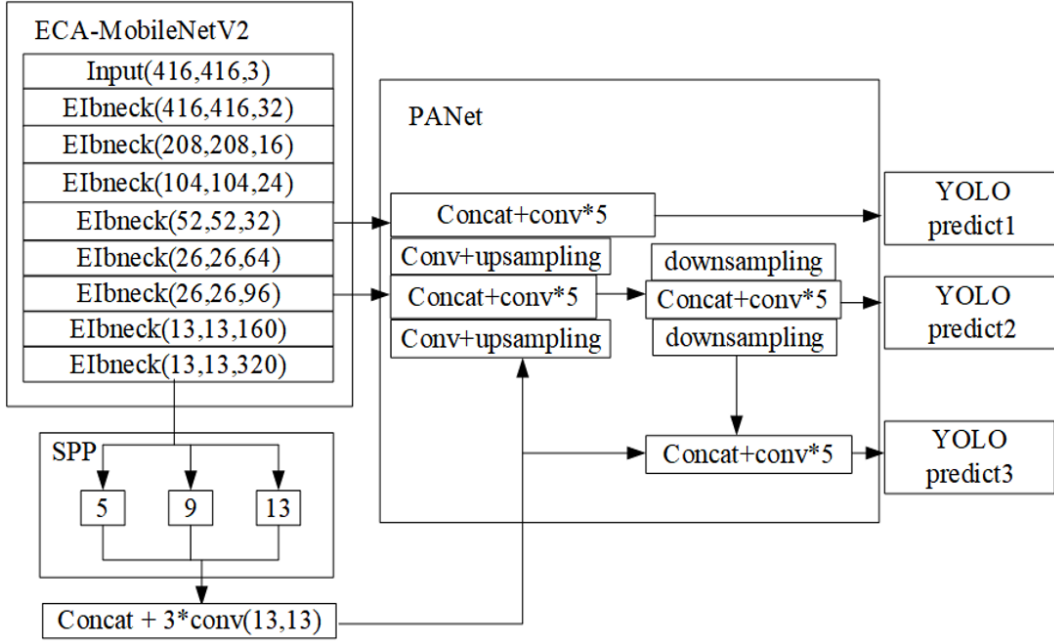 ECA-MobileNetV2
Input(416,416,3)
EIbneck(416,416,32)
EIbneck(208,208,16)
EIbneck(104,104,24)
EIbneck(52,52,32)
EIbneck(26,26,64)
EIbneck(26,26,96)
EIbneck(13,13,160)
EIbneck(13,13,320)
SPP
5
9
13
Concat + 3*conv(13,13)
PANet
Concat+conv*5
Conv+upsampling
Concat+conv*5
Conv+upsampling
downsampling
Concat+conv*5
downsampling
Concat+conv*5
YOLO
predict1
YOLO
predict2
YOLO
predict3